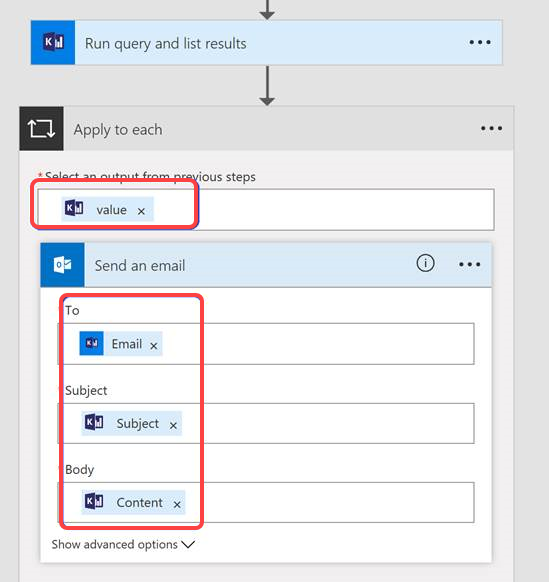 Run query and list results
Apply to each
*Select an output from previous steps
value ×
Send an email
To
Email ×
Subject
Subject ×
Body
Content ×
Show advanced options